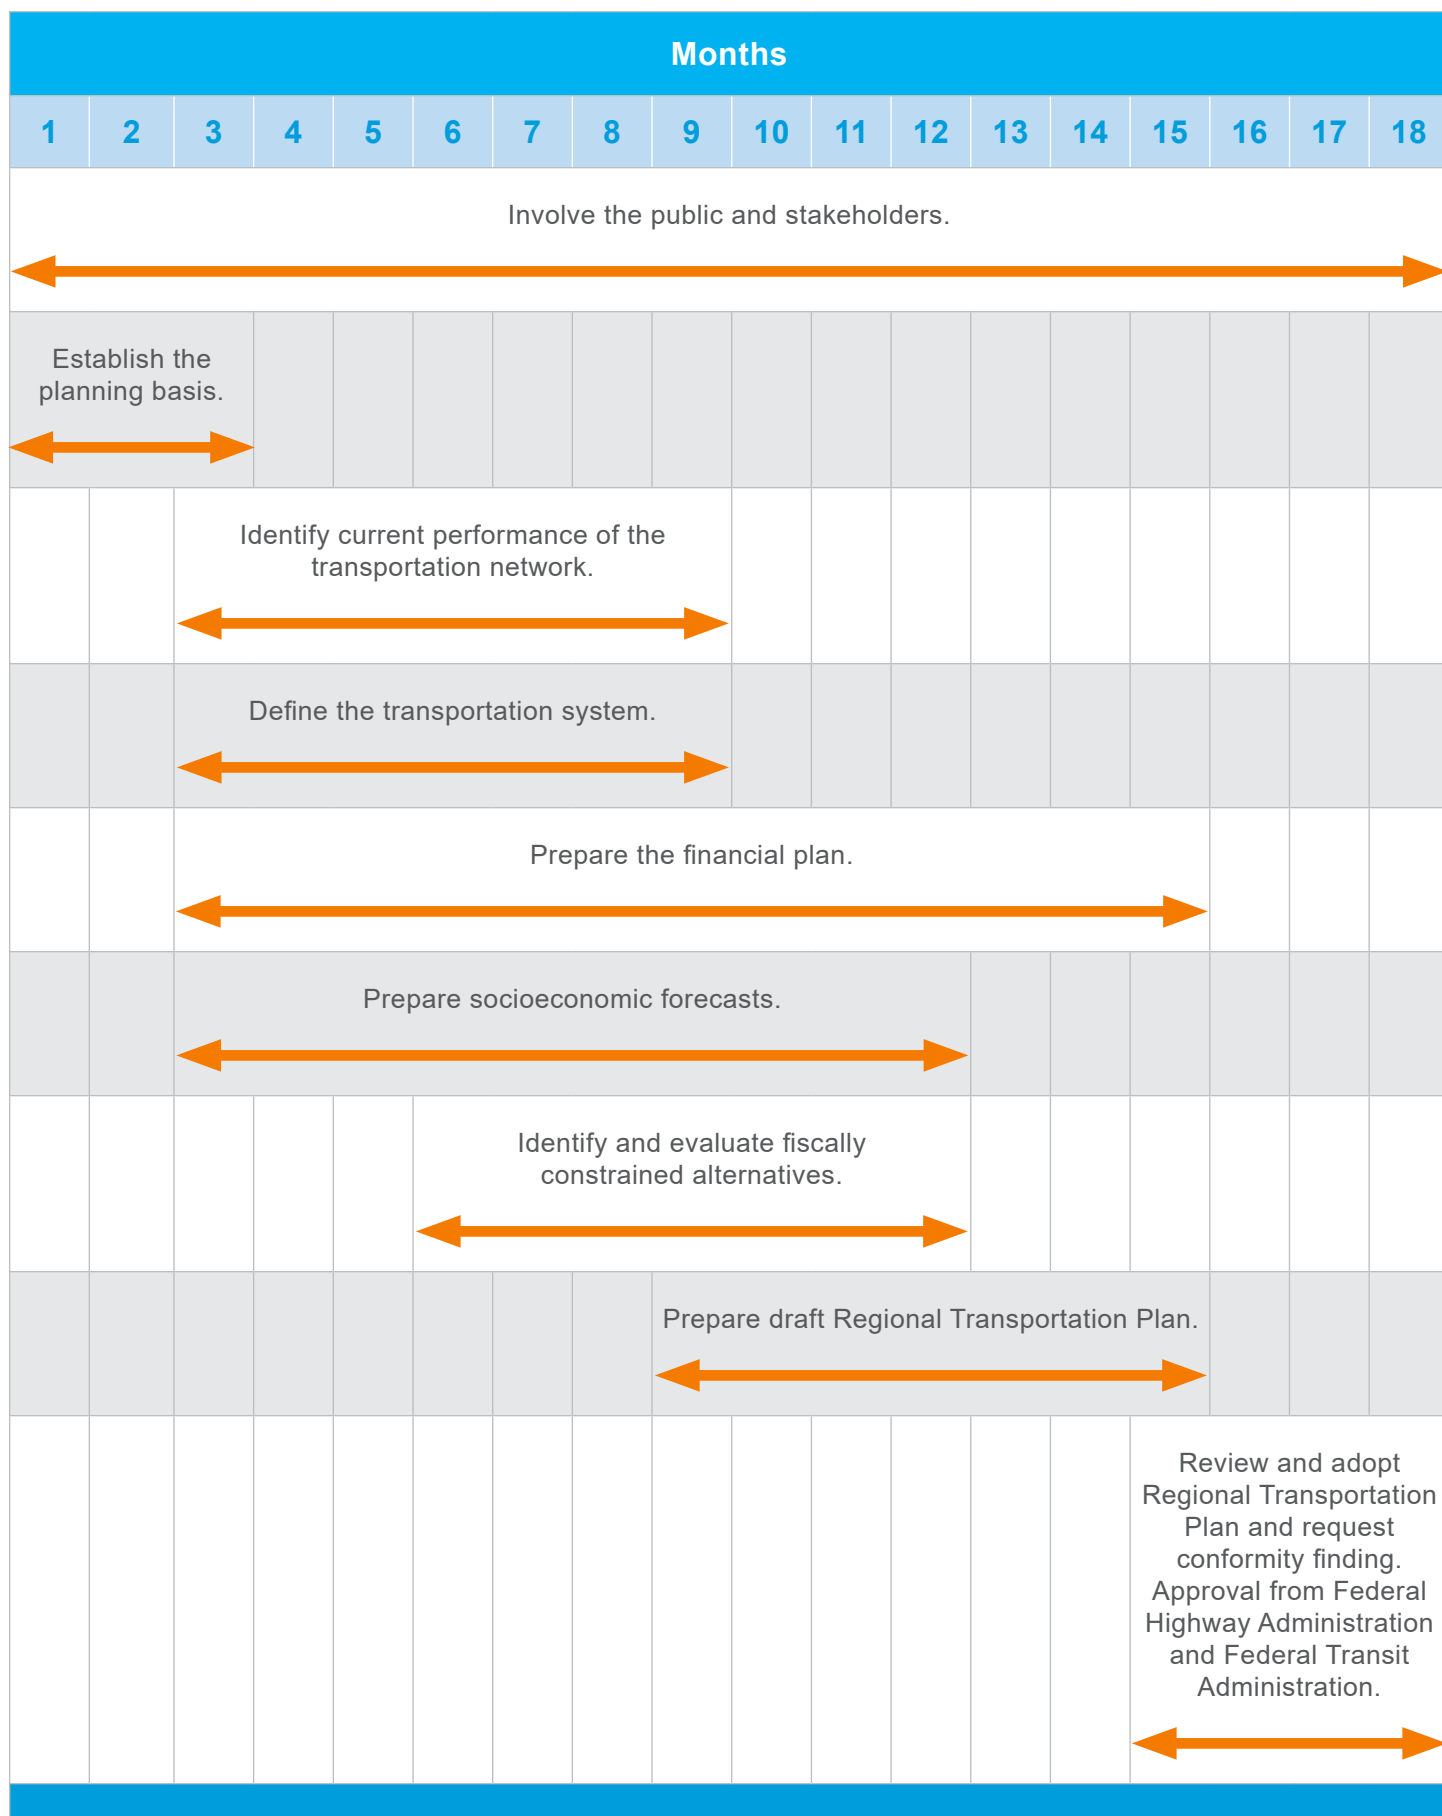 Months
1 2 3 4 5 6 7 8 9 10 11 12 13 14 15 16 17 18
Involve the public and stakeholders.
Establish the
planning basis.
Identify current performance of the
transportation network.
Define the transportation system.
Prepare the financial plan.
Prepare socioeconomic forecasts.
Identify and evaluate fiscally
constrained alternatives.
Prepare draft Regional Transportation Plan.
Review and adopt
Regional Transportation
Plan and request
conformity finding.
Approval from Federal
Highway Administration
and Federal Transit
Administration.